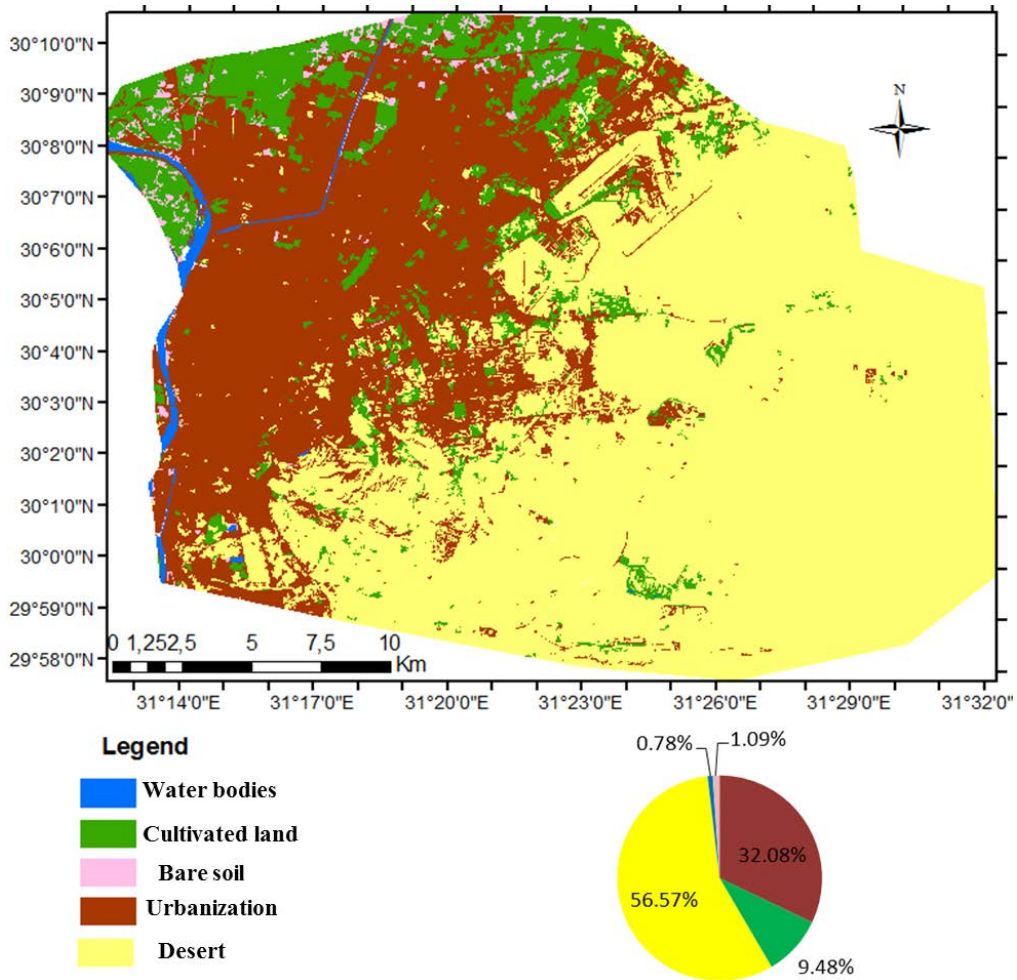 30°10'0"N
30°9'0"N
30°8'0"N
30°7'0"N
30°6'0"N
30°5'0"N
30°4'0"N
30°3'0"N
30°2'0"N
30°1'0"N
30°0'0"N
29°59'0"N
29°58'0"N
N
0 1,252,5 5 7,5 10
Km
31°14'0"E 31°17'0"E 31°20'0"E 31°23'0"E 31°26'0"E 31°29'0"E 31°32'0"E
Legend
Water bodies
Cultivated land
Bare soil
Urbanization
Desert
0.78% 1.09%
32.08%
56.57%
9.48%